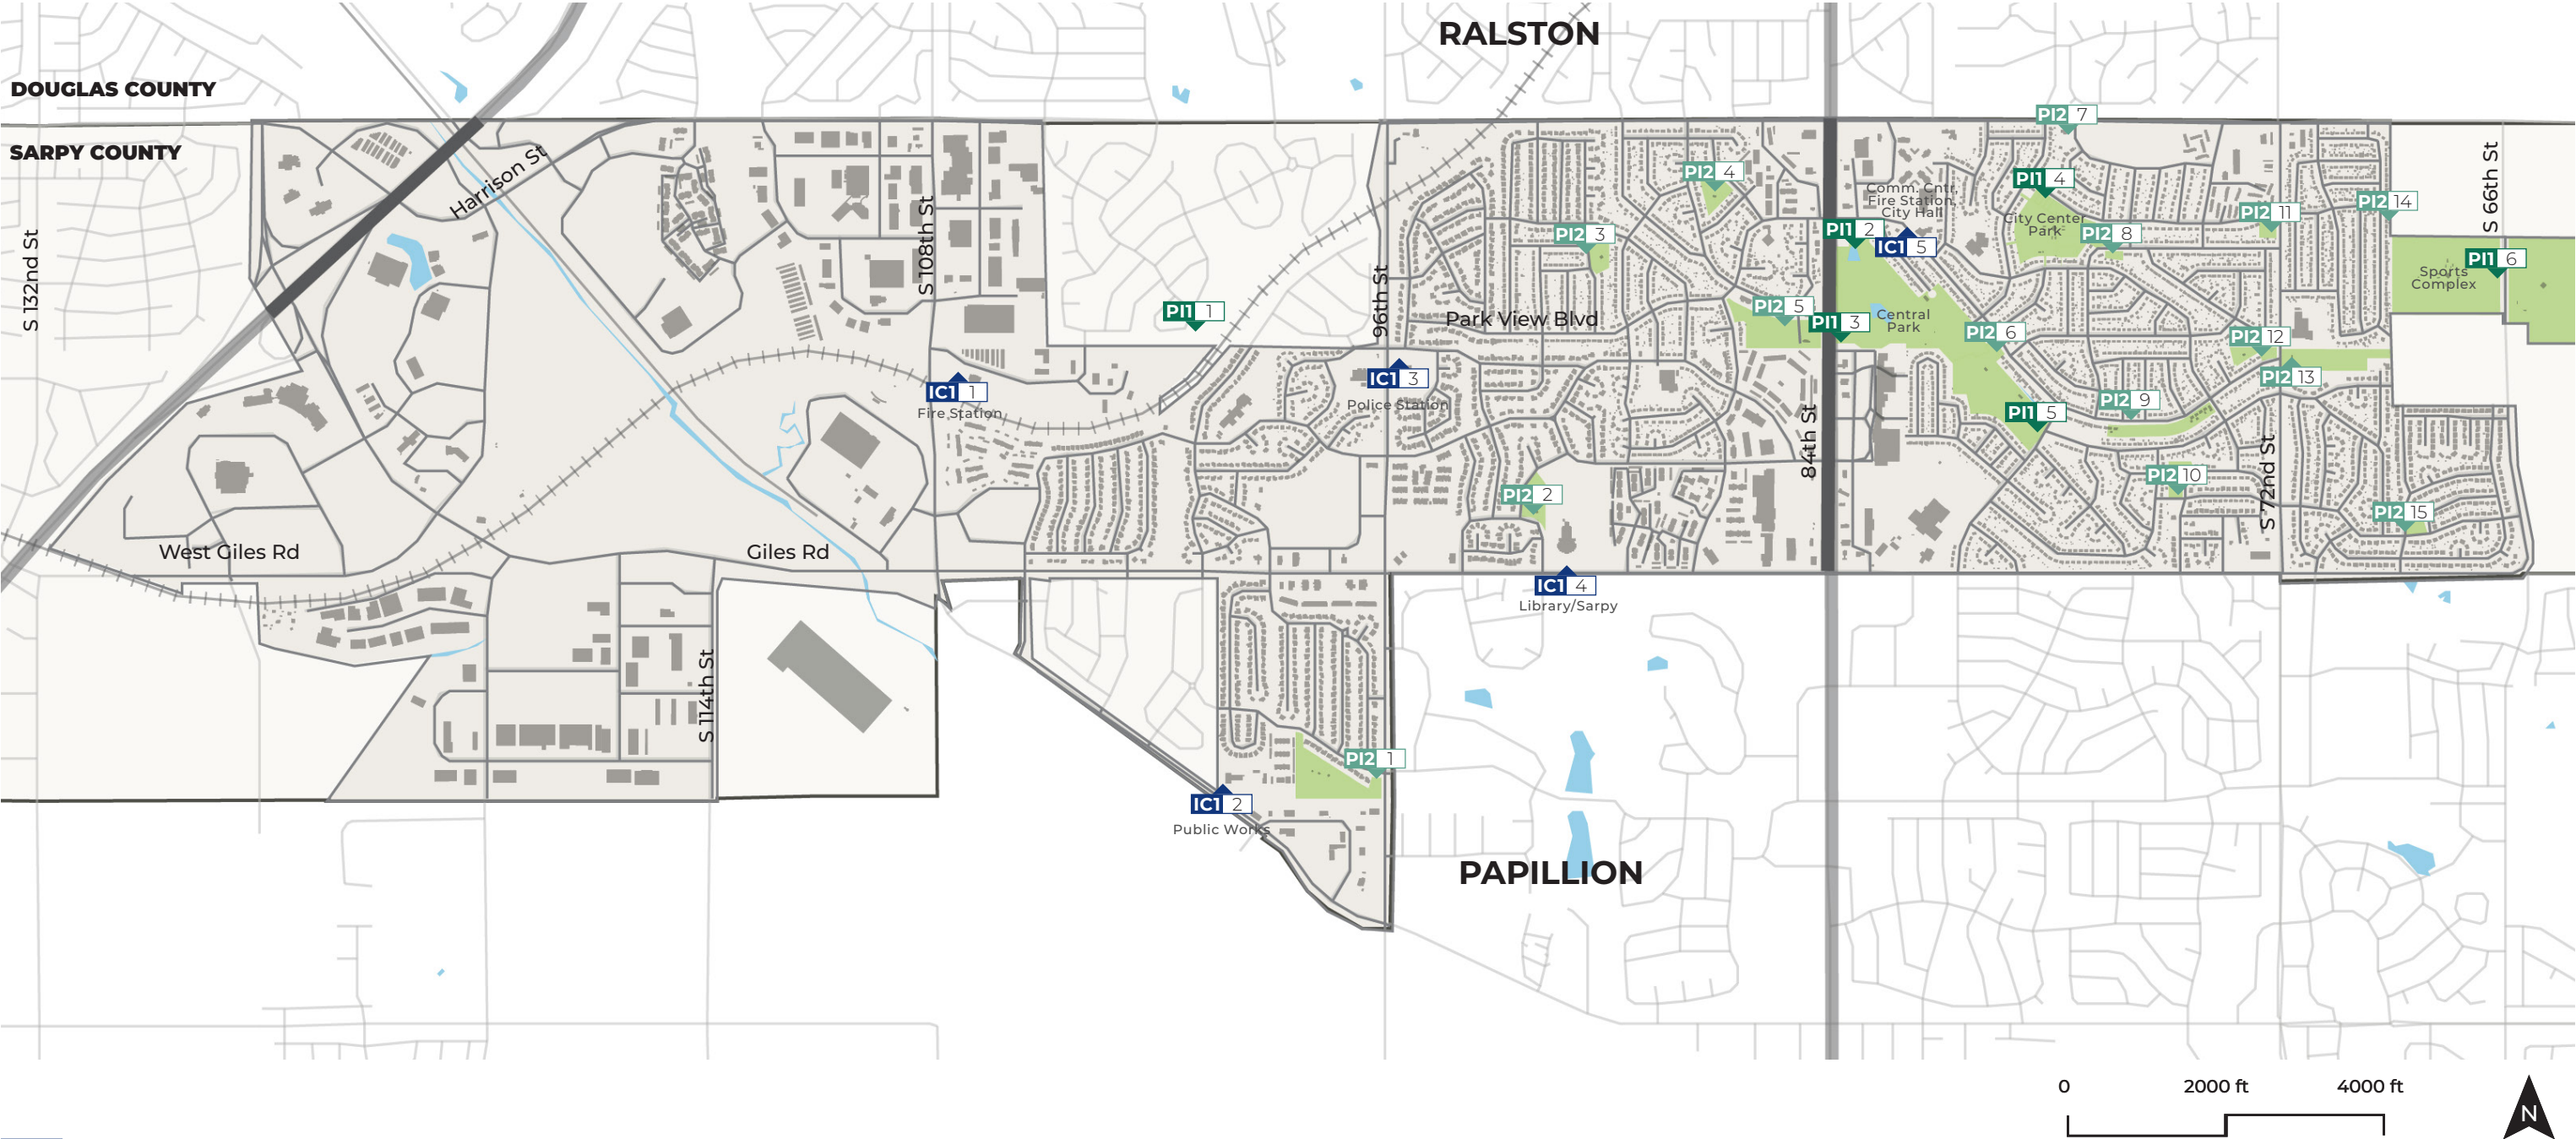 RALSTON
DOUGLAS COUNTY
SARPY COUNTY
Harrison St
S 132nd St
S 108th St
96th St
Park View Blvd
84th St
S 72nd St
S 66th St
West Giles Rd
Giles Rd
S 114th St
PI2 7
PI2 4
PI1 4
Comm. Cntr,
Fire Station,
City Hall
City Center
Park
PI2 14
PI2 11
PI1 2
PI2 3
PI2 8
IC1 5
PI1 6
Sports
Complex
PI1 1
PI2 5
PI1 3
Central
Park
PI2 6
PI2 12
PI2 13
IC1 1
Fire Station
IC1 3
Police Station
PI2 9
PI1 5
PI2 10
PI2 2
PI2 15
IC1 4
Library/Sarpy
PI2 1
IC1 2
Public Works
PAPILLION
0 2000 ft 4000 ft
N